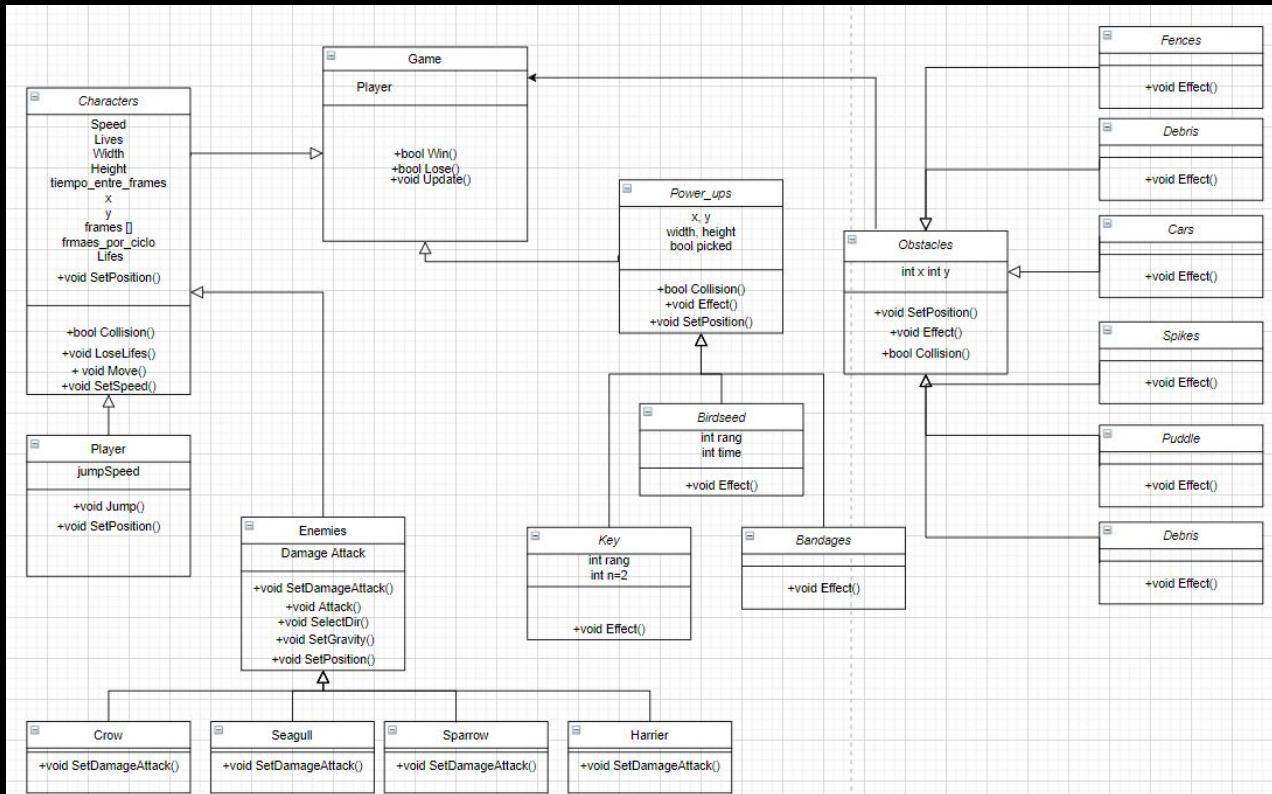 Game
Player
+bool Win()
+bool Lose()
+void Update()
Characters
Speed
Lives
Width
Height
tiempo_entre_frames
x
y
frames []
frmaes_por_ciclo
Lifes
+void SetPosition()
+bool Collision()
+void LoseLifes()
+ void Move()
+void SetSpeed()
Player
jumpSpeed
+void Jump()
+void SetPosition()
Enemies
Damage Attack
+void SetDamageAttack()
+void Attack()
+void SelectDir()
+void SetGravity()
+void SetPosition()
Crow
+void SetDamageAttack()
Seagull
+void SetDamageAttack()
Sparrow
+void SetDamageAttack()
Harrier
+void SetDamageAttack()
Power_ups
x, y
width, height
bool picked
+bool Collision()
+void Effect()
+void SetPosition()
Birdseed
int rang
int time
+void Effect()
Key
int rang
int n=2
+void Effect()
Bandages
+void Effect()
Obstacles
int x int y
+void SetPosition()
+void Effect()
+bool Collision()
Fences
+void Effect()
Debris
+void Effect()
Cars
+void Effect()
Spikes
+void Effect()
Puddle
+void Effect()
Debris
+void Effect()